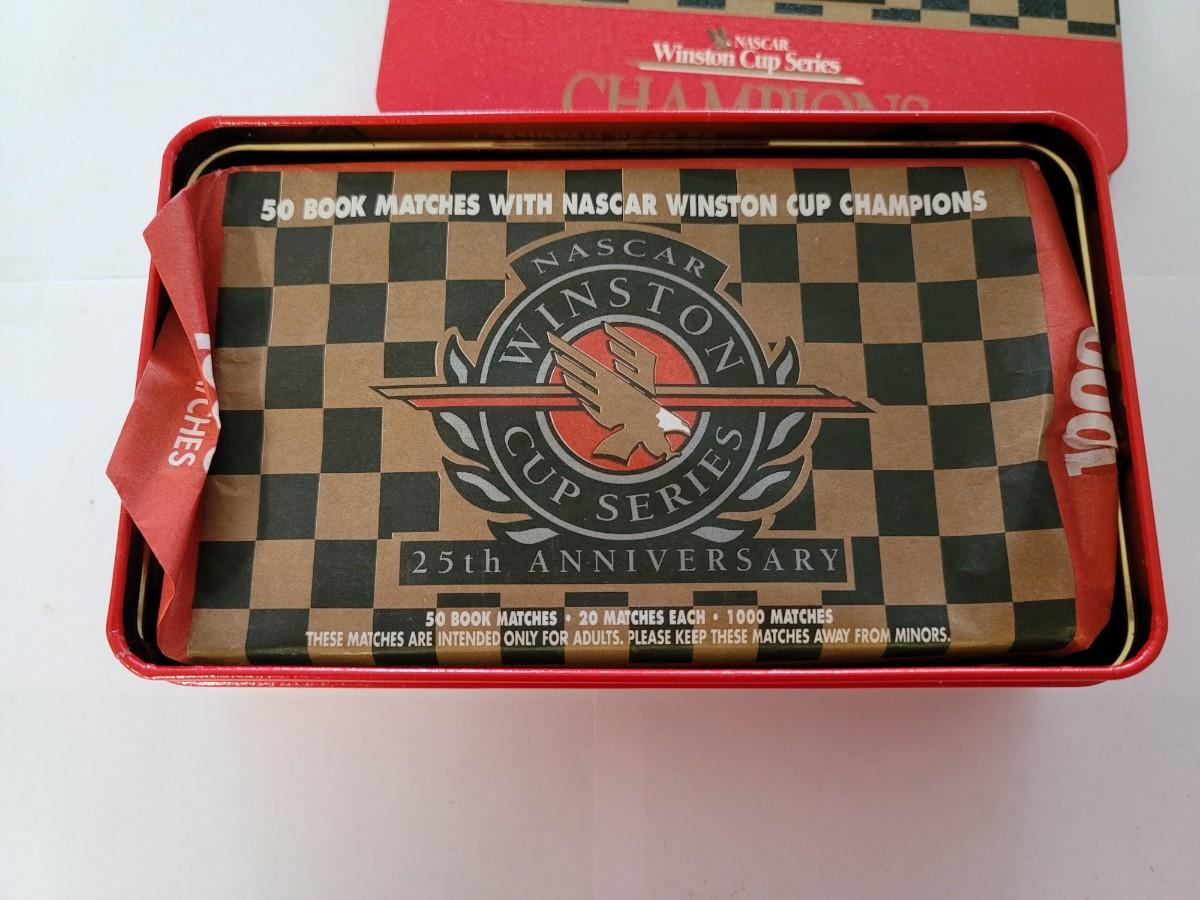 NASCAR
Winston Cup Series
CHAMPIONS
50 BOOK MATCHES WITH NASCAR WINSTON CUP CHAMPIONS
NASCAR
WINSTON
CUP SERIES
25th ANNIVERSARY
50 BOOK MATCHES • 20 MATCHES EACH • 1000 MATCHES
THESE MATCHES ARE INTENDED ONLY FOR ADULTS. PLEASE KEEP THESE MATCHES AWAY FROM MINORS.
1000